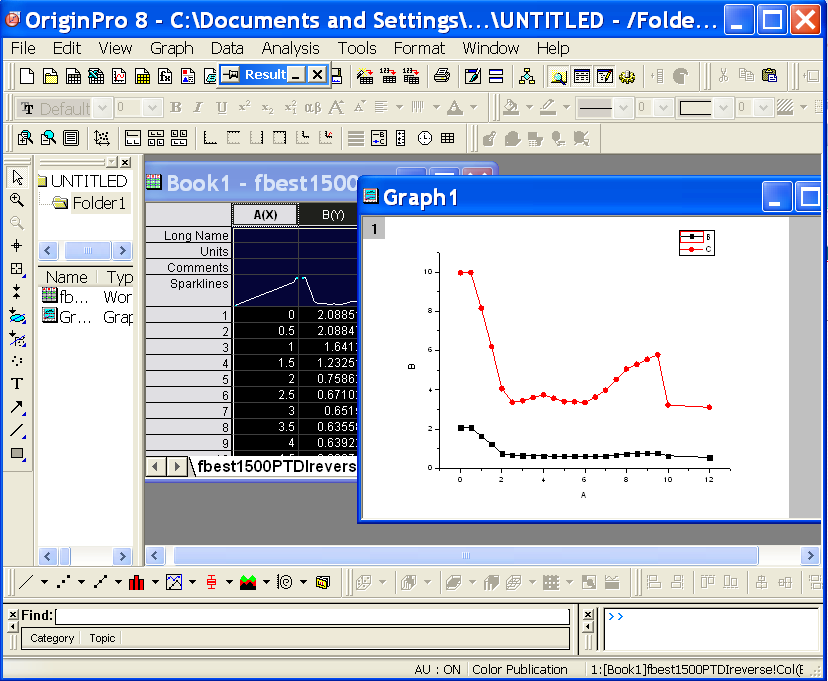 OriginPro 8 - C:\Documents and Settings\...\UNTITLED - /Folde...
File Edit View Graph Data Analysis Tools Format Window Help
Result
Default 0 B I U x² x₂ αβ A A A 0 0
UNTITLED
Folder1
Name Typ
fb... Wor
Gr... Grap
Book1 - fbest1500
A(X) B(Y)
Long Name
Units
Comments
Sparklines
1 0 2.0885
2 0.5 2.0884
3 1 1.641
4 1.5 1.2325
5 2 0.7586
6 2.5 0.6710
7 3 0.651
8 3.5 0.6355
9 4 0.6392
fbest1500PTDIrevers
Graph1
1
B
C
10
8
6
4
2
0
B
0 2 4 6 8 10 12
A
T
Find:
Category Topic
>>
AU : ON Color Publication 1:[Book1]fbest1500PTDIreverse!Col(B